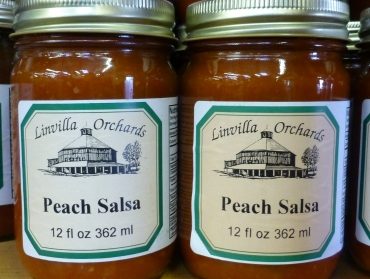 Linvilla Orchards
Peach Salsa
12 fl oz 362 ml
Linvilla Orchards
Peach Salsa
12 fl oz 362 ml